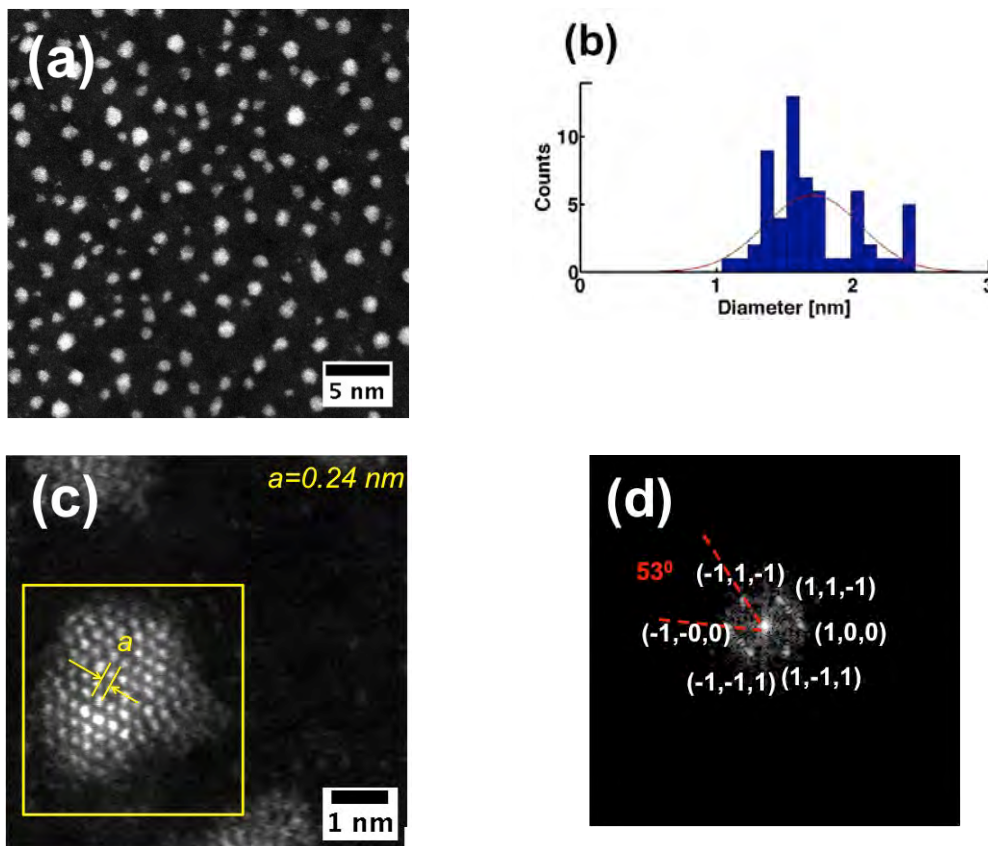 (a)
5 nm
(b)
10
5
0
Counts
0 1 2 3
Diameter [nm]
(c)
a=0.24 nm
a
1 nm
(d)
53⁰
(-1,1,-1)
(1,1,-1)
(-1,-0,0)
(1,0,0)
(-1,-1,1)
(1,-1,1)